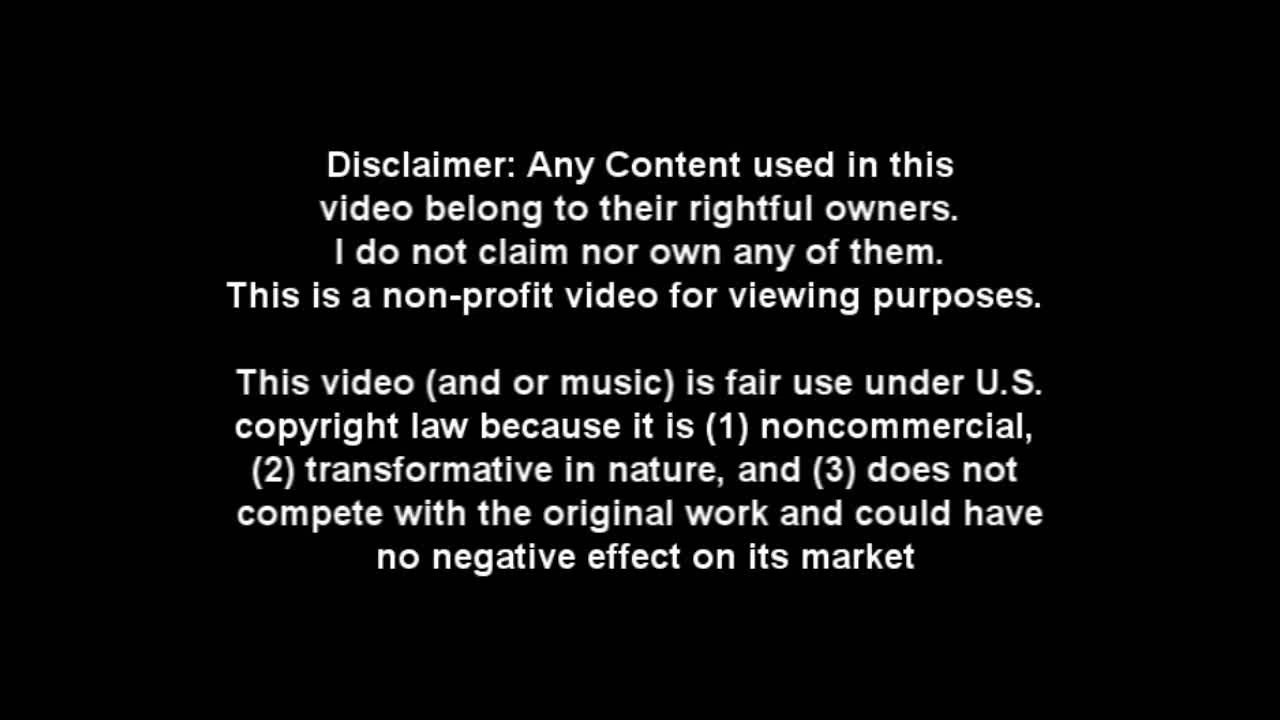 Disclaimer: Any Content used in this
video belong to their rightful owners.
I do not claim nor own any of them.
This is a non-profit video for viewing purposes.
This video (and or music) is fair use under U.S.
copyright law because it is (1) noncommercial,
(2) transformative in nature, and (3) does not
compete with the original work and could have
no negative effect on its market